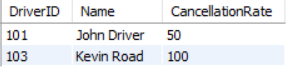 DriverID Name CancellationRate
101 John Driver 50
103 Kevin Road 100